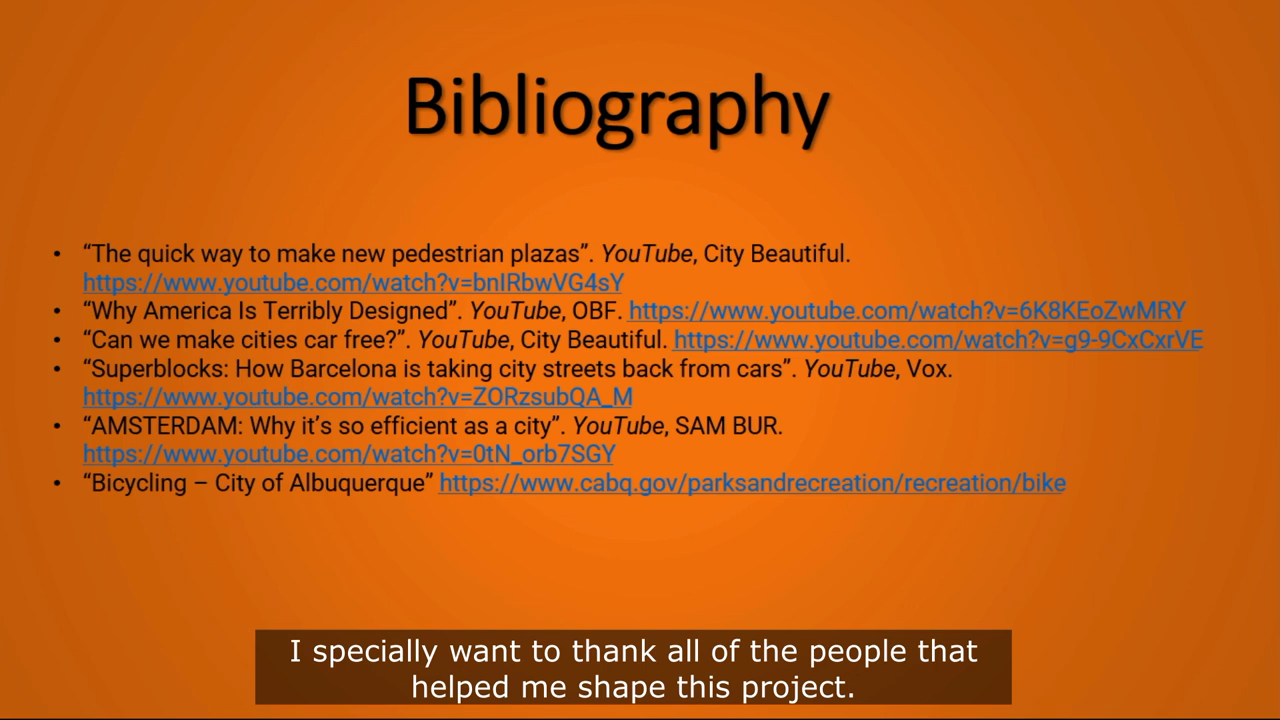 Bibliography
• “The quick way to make new pedestrian plazas”. YouTube, City Beautiful.
https://www.youtube.com/watch?v=bnIRbwVG4sY
• “Why America Is Terribly Designed”. YouTube, OBF. https://www.youtube.com/watch?v=6K8KEoZwMRY
• “Can we make cities car free?”. YouTube, City Beautiful. https://www.youtube.com/watch?v=g9-9CxCxrVE
• “Superblocks: How Barcelona is taking city streets back from cars”. YouTube, Vox.
https://www.youtube.com/watch?v=ZORzsubQA_M
• “AMSTERDAM: Why it’s so efficient as a city”. YouTube, SAM BUR.
https://www.youtube.com/watch?v=0tN_orb7SGY
• “Bicycling – City of Albuquerque” https://www.cabq.gov/parksandrecreation/recreation/bike
I specially want to thank all of the people that
helped me shape this project.